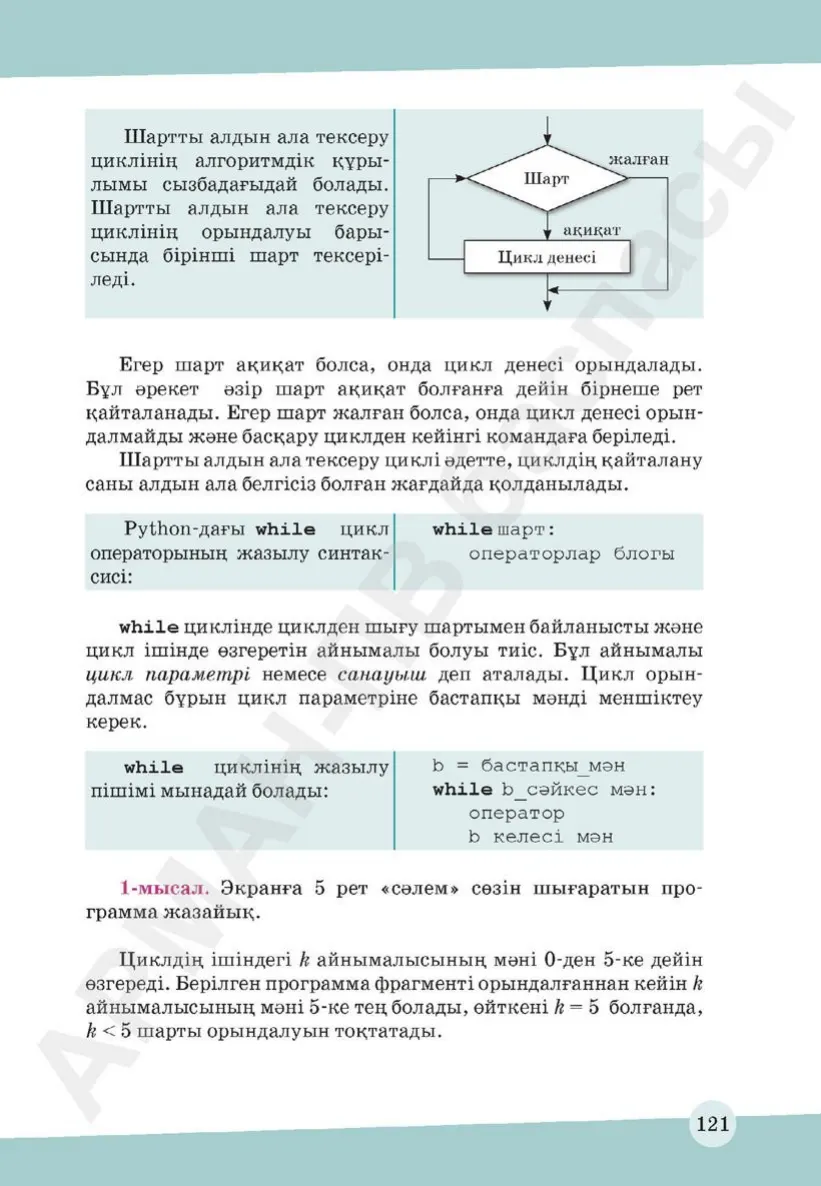 Шартты алдын ала тексеру
циклінің алгоритмдік құры-
лымы сызбадағыдай болады.
Шартты алдын ала тексеру
циклінің орындалуы бары-
сында бірінші шарт тексері-
леді.
жалған
Шарт
ақиқат
Цикл денесі
Егер шарт ақиқат болса, онда цикл денесі орындалады.
Бұл әрекет әзір шарт ақиқат болғанға дейін бірнеше рет
қайталанады. Егер шарт жалған болса, онда цикл денесі орын-
далмайды және басқару циклден кейінгі командаға беріледі.
Шартты алдын ала тексеру циклі әдетте, циклдің қайталану
саны алдын ала белгісіз болған жағдайда қолданылады.
Python-дағы while цикл
операторының жазылу синтак-
сисі:
while шарт:
операторлар блогы
while циклінде циклден шығу шартымен байланысты және
цикл ішінде өзгеретін айнымалы болуы тиіс. Бұл айнымалы
цикл параметрі немесе санауыш деп аталады. Цикл орын-
далмас бұрын цикл параметріне бастапқы мәнді меншіктеу
керек.
while циклінің жазылу
пішімі мынадай болады:
b = бастапқы_мән
while b_сәйкес мән:
оператор
b келесі мән
1-мысал. Экранға 5 рет «сәлем» сөзін шығаратын про-
грамма жазайық.
Циклдің ішіндегі k айнымалысының мәні 0-ден 5-ке дейін
өзгереді. Берілген программа фрагменті орындалғаннан кейін k
айнымалысының мәні 5-ке тең болады, өйткені k = 5 болғанда,
k < 5 шарты орындалуын тоқтатады.
121
АРМАН-ПВ баспасы